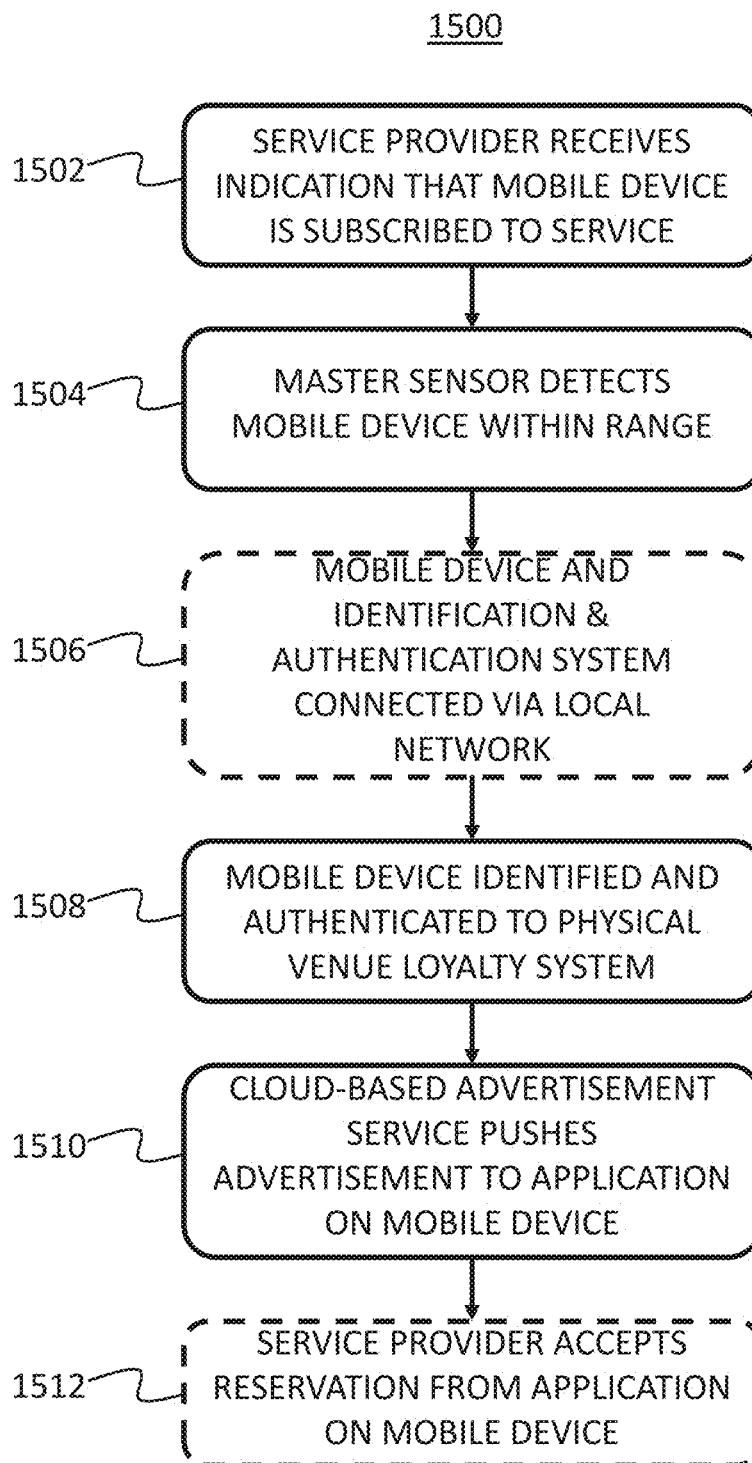 1500
1502
SERVICE PROVIDER RECEIVES
INDICATION THAT MOBILE DEVICE
IS SUBSCRIBED TO SERVICE
1504
MASTER SENSOR DETECTS
MOBILE DEVICE WITHIN RANGE
1506
MOBILE DEVICE AND
IDENTIFICATION &
AUTHENTICATION SYSTEM
CONNECTED VIA LOCAL
NETWORK
1508
MOBILE DEVICE IDENTIFIED AND
AUTHENTICATED TO PHYSICAL
VENUE LOYALTY SYSTEM
1510
CLOUD-BASED ADVERTISEMENT
SERVICE PUSHES
ADVERTISEMENT TO APPLICATION
ON MOBILE DEVICE
1512
SERVICE PROVIDER ACCEPTS
RESERVATION FROM APPLICATION
ON MOBILE DEVICE